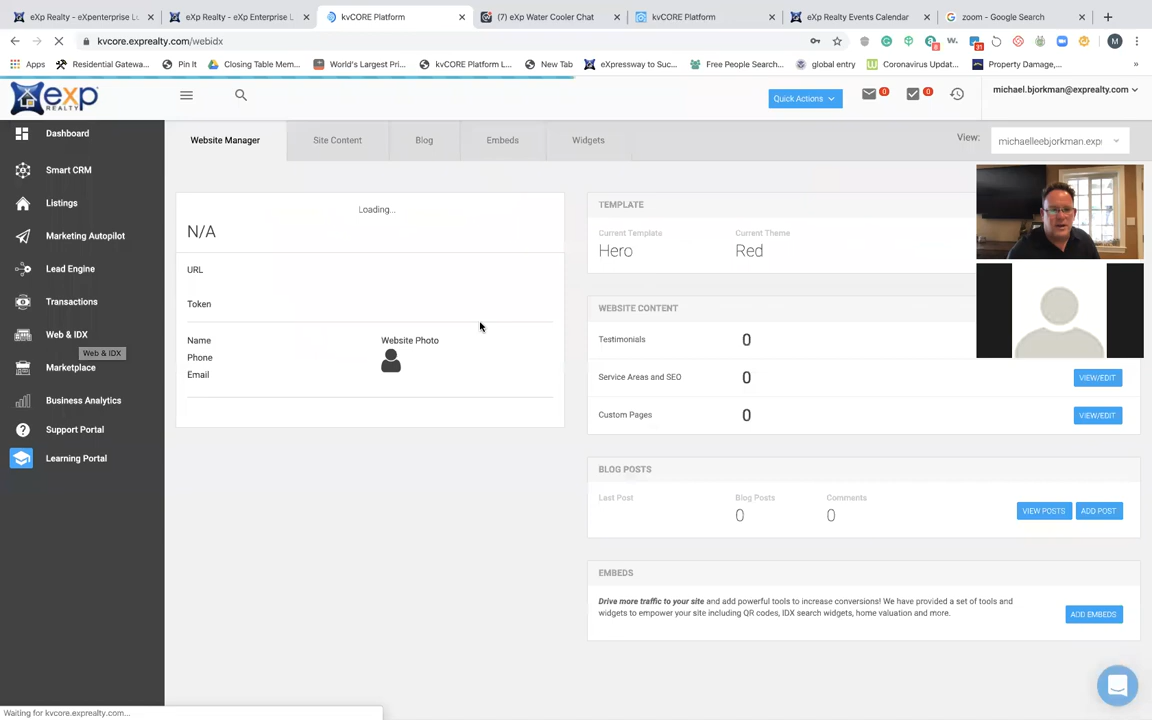 eXp Realty - eXpenterprise Lo
eXp Realty - eXp Enterprise L
kvCORE Platform
(7) eXp Water Cooler Chat
kvCORE Platform
eXp Realty Events Calendar
zoom - Google Search
kvcore.exprealty.com/webidx
M
Apps
Residential Gatewa...
Pin It
Closing Table Mem...
World's Largest Pri...
kvCORE Platform L...
New Tab
eXpressway to Suc...
Free People Search...
global entry
Coronavirus Updat...
Property Damage,...
»
exp
REALTY
Quick Actions
0
0
michael.bjorkman@exprealty.com
Dashboard
Smart CRM
Listings
Marketing Autopilot
Lead Engine
Transactions
Web & IDX
Web & IDX
Marketplace
Business Analytics
Support Portal
Learning Portal
Website Manager
Site Content
Blog
Embeds
Widgets
View:
michaelleebjorkman.expr
Loading...
N/A
URL
Token
Name
Website Photo
Phone
Email
TEMPLATE
Current Template
Current Theme
Hero
Red
WEBSITE CONTENT
Testimonials
0
Service Areas and SEO
0
VIEW/EDIT
Custom Pages
0
VIEW/EDIT
BLOG POSTS
Last Post
Blog Posts
Comments
0
0
VIEW POSTS
ADD POST
EMBEDS
Drive more traffic to your site and add powerful tools to increase conversions! We have provided a set of tools and
widgets to empower your site including QR codes, IDX search widgets, home valuation and more.
ADD EMBEDS
Waiting for kvcore.exprealty.com...